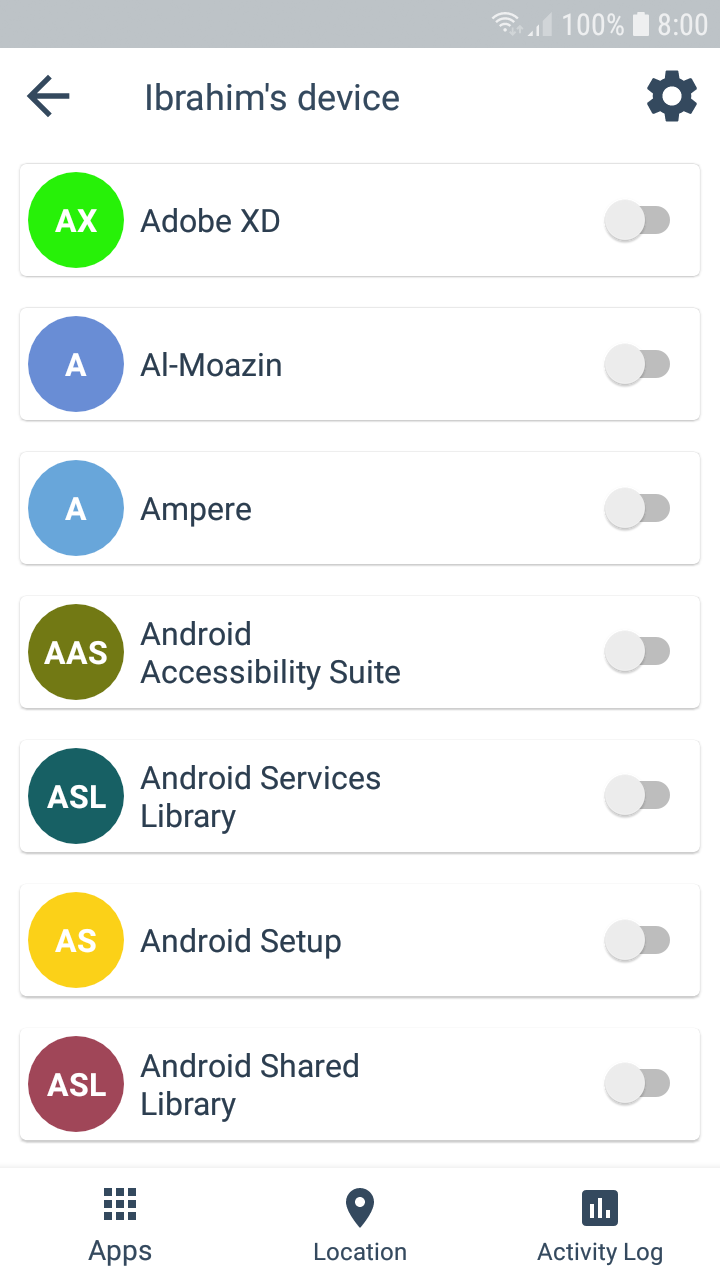 100% 8:00
Ibrahim's device
AX Adobe XD
A Al-Moazin
A Ampere
AAS Android
Accessibility Suite
ASL Android Services
Library
AS Android Setup
ASL Android Shared
Library
Apps Location Activity Log